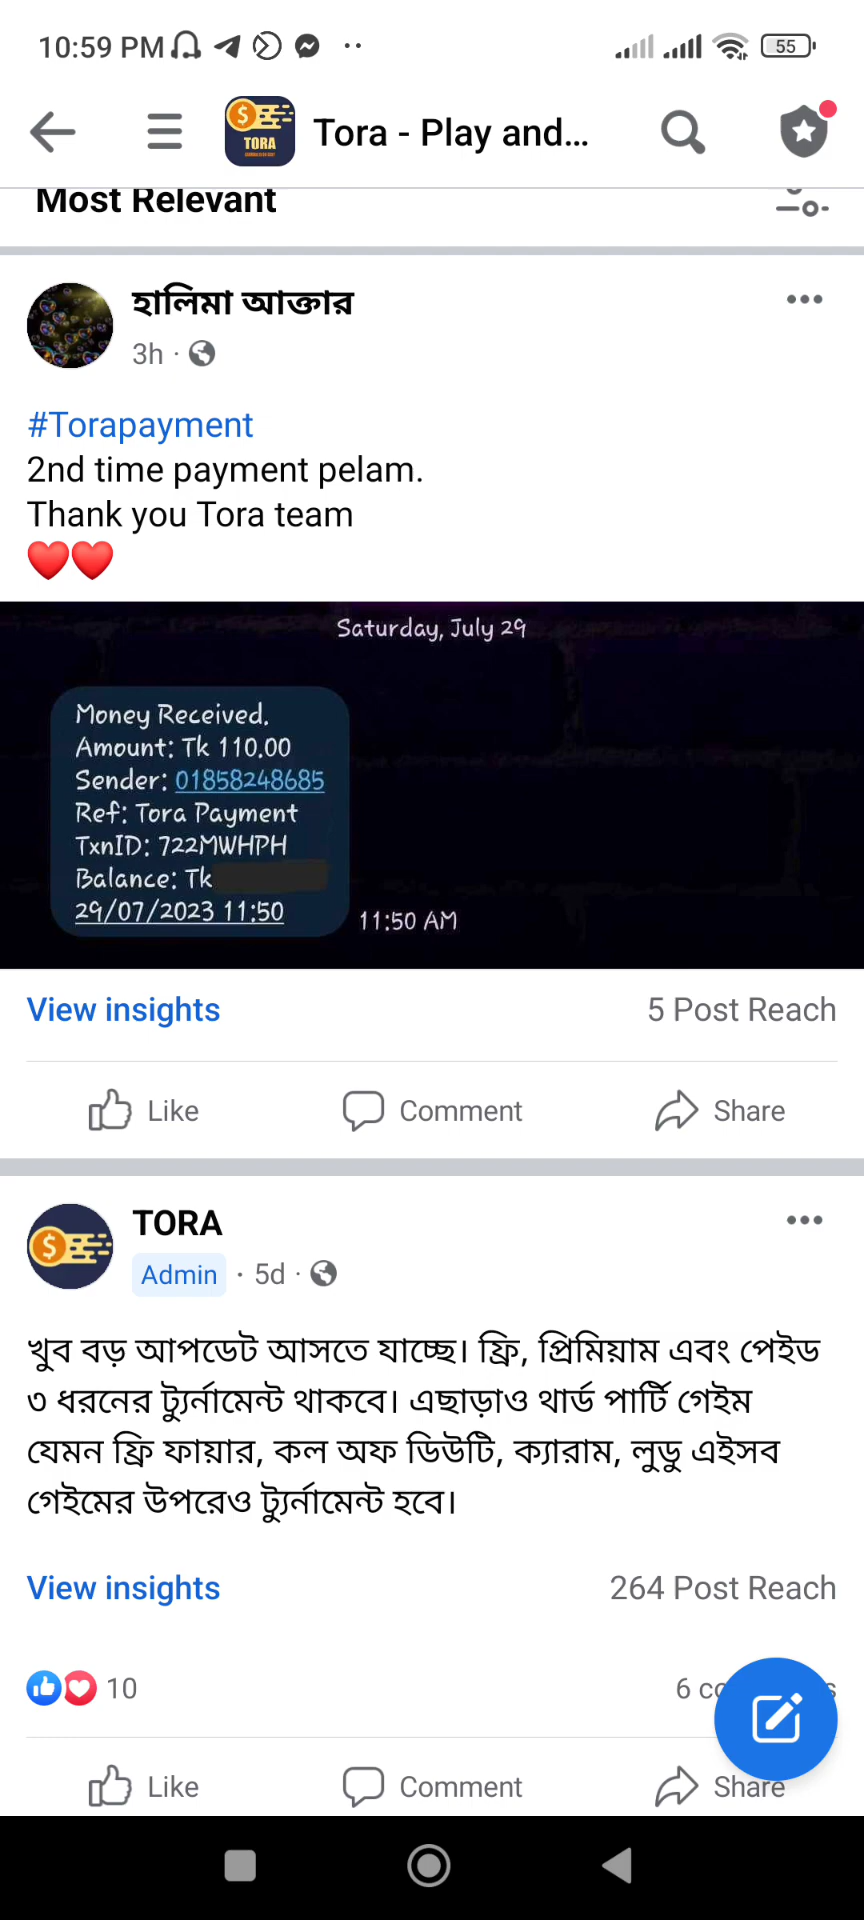 10:59 PM
55
TORA
Tora - Play and...
Most Relevant
হালিমা আক্তার
3h ·
#Torapayment
2nd time payment pelam.
Thank you Tora team
❤️❤️
Saturday, July 29
Money Received.
Amount: Tk 110.00
Sender: 01858248685
Ref: Tora Payment
TxnID: 722MWHPH
Balance: Tk
29/07/2023 11:50
11:50 AM
View insights
5 Post Reach
Like
Comment
Share
TORA
Admin · 5d ·
খুব বড় আপডেট আসতে যাচ্ছে। ফ্রি, প্রিমিয়াম এবং পেইড
৩ ধরনের ট্যুর্নামেন্ট থাকবে। এছাড়াও থার্ড পার্টি গেইম
যেমন ফ্রি ফায়ার, কল অফ ডিউটি, ক্যারাম, লুডু এইসব
গেইমের উপরেও ট্যুর্নামেন্ট হবে।
View insights
264 Post Reach
10
6
Like
Comment
Share